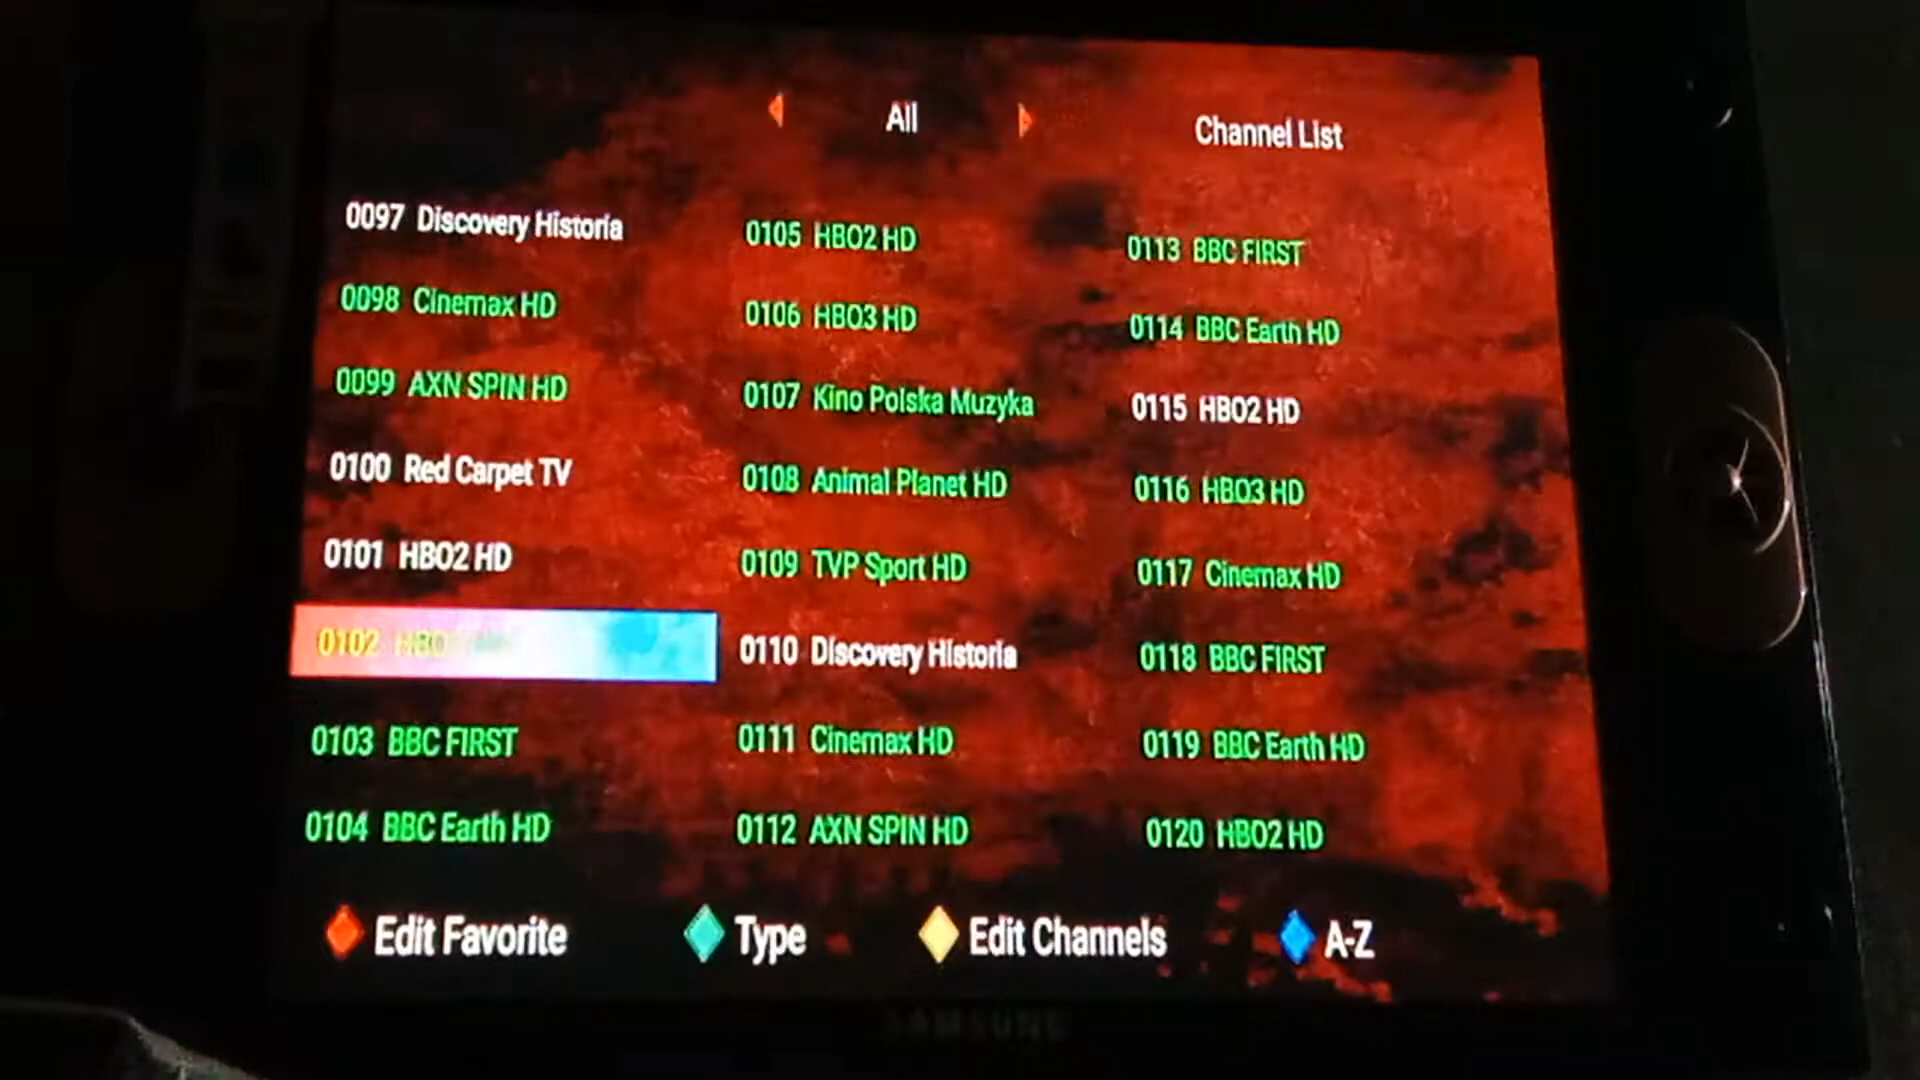 All
Channel List
0097 Discovery Historia
0098 Cinemax HD
0099 AXN SPIN HD
0100 Red Carpet TV
0101 HBO2 HD
0102
0103 BBC FIRST
0104 BBC Earth HD
0105 HBO2 HD
0106 HBO3 HD
0107 Kino Polska Muzyka
0108 Animal Planet HD
0109 TVP Sport HD
0110 Discovery Historia
0111 Cinemax HD
0112 AXN SPIN HD
0113 BBC FIRST
0114 BBC Earth HD
0115 HBO2 HD
0116 HBO3 HD
0117 Cinemax HD
0118 BBC FIRST
0119 BBC Earth HD
0120 HBO2 HD
Edit Favorite
Type
Edit Channels
A-Z
SAMSUNG